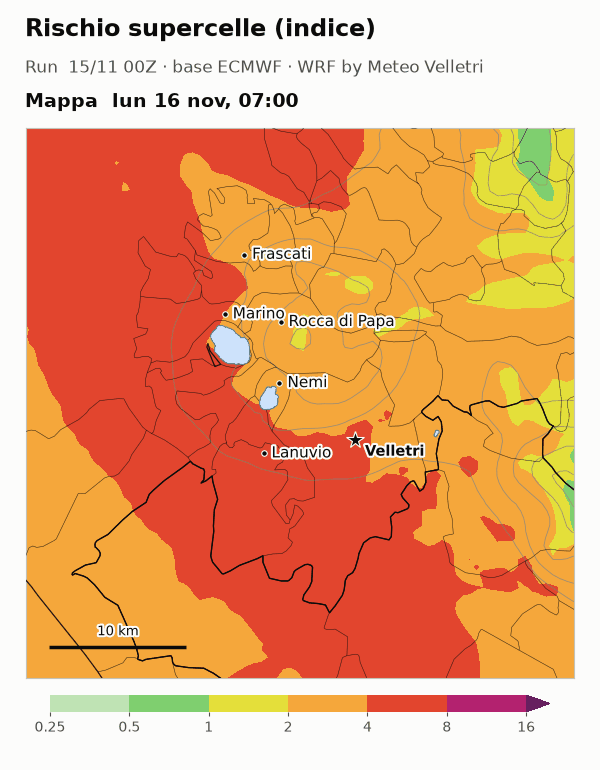 Rischio supercelle (indice)
Run 15/11 00Z · base ECMWF · WRF by Meteo Velletri
Mappa lun 16 nov, 07:00
Frascati
Marino
Rocca di Papa
Nemi
Velletri
Lanuvio
10 km
0.25 0.5 1 2 4 8 16